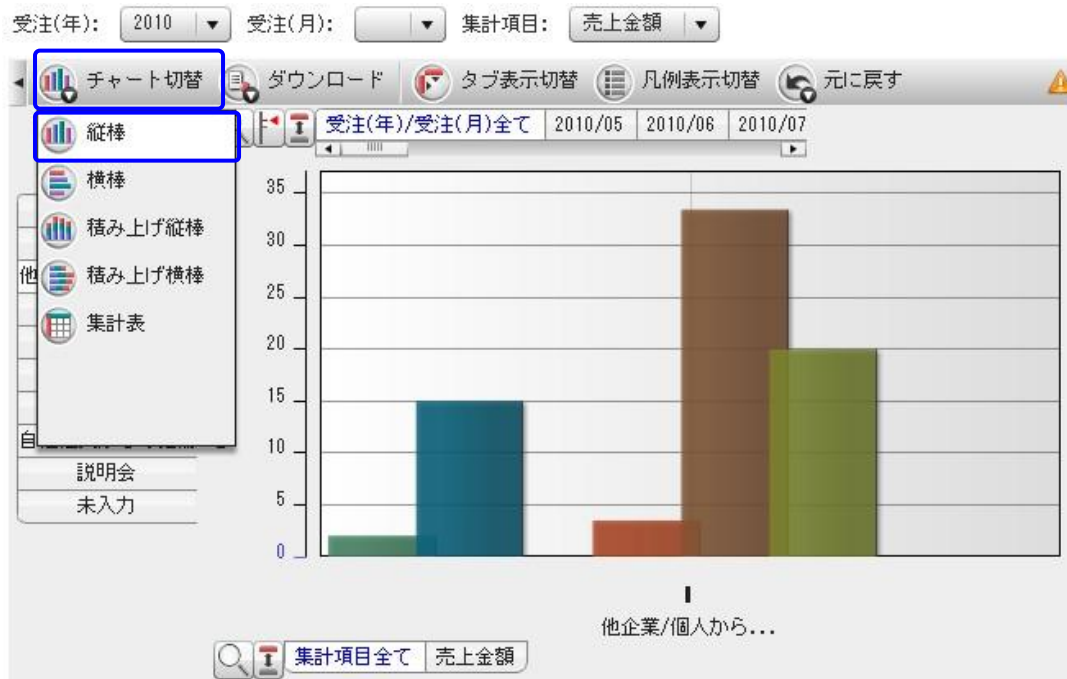 受注(年): 2010 受注(月): 集計項目: 売上金額
チャート切替 ダウンロード タブ表示切替 凡例表示切替 元に戻す
縦棒
横棒
積み上げ縦棒
積み上げ横棒
集計表
受注(年)/受注(月)全て 2010/05 2010/06 2010/07
他
自
説明会
未入力
35
30
25
20
15
10
5
0
他企業/個人から...
集計項目全て 売上金額